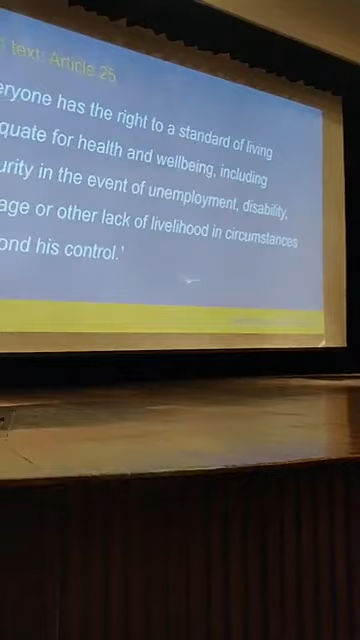 text: Article 25
eryone has the right to a standard of living
quate for health and wellbeing, including
urity in the event of unemployment, disability,
age or other lack of livelihood in circumstances
ond his control.'